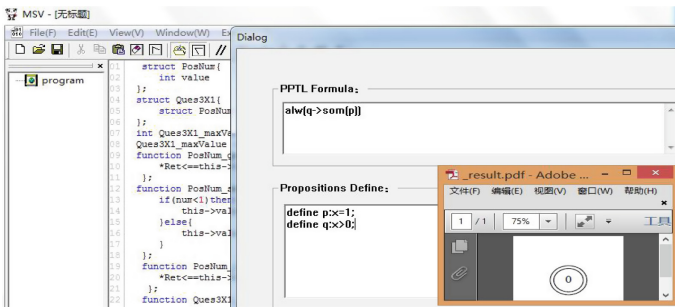 MSV - [无标题]
File(F) Edit(E) View(V) Window(W)
Dialog
program
01 struct PosNum{
02 int value
03 };
04 struct Ques3X1{
05 struct PosNum
06 };
07 int Ques3X1_maxVa
08 Ques3X1_maxValue
09 function PosNum_
10 *Ret<==this-
11 };
12 function PosNum_
13 if(num<1)then
14 this->val
15 }else{
16 this->val
17 }
18 };
19 function PosNum_
20 *Ret<==this-
21 };
22 function Ques3X1
PPTL Formula:
alw(q->som(p))
Propositions Define:
define p:x=1;
define q:x>0;
_result.pdf - Adobe ...
文件(F) 编辑(E) 视图(V) 窗口(W) 帮助(H)
1 / 1 75% 工具
0